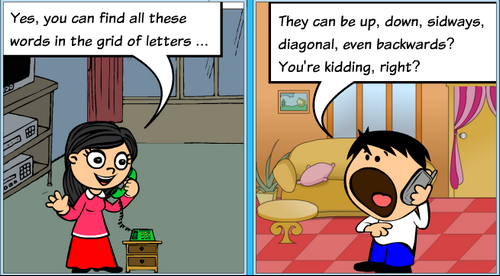 Yes, you can find all these
words in the grid of letters ...
They can be up, down, sidways,
diagonal, even backwards?
You're kidding, right?